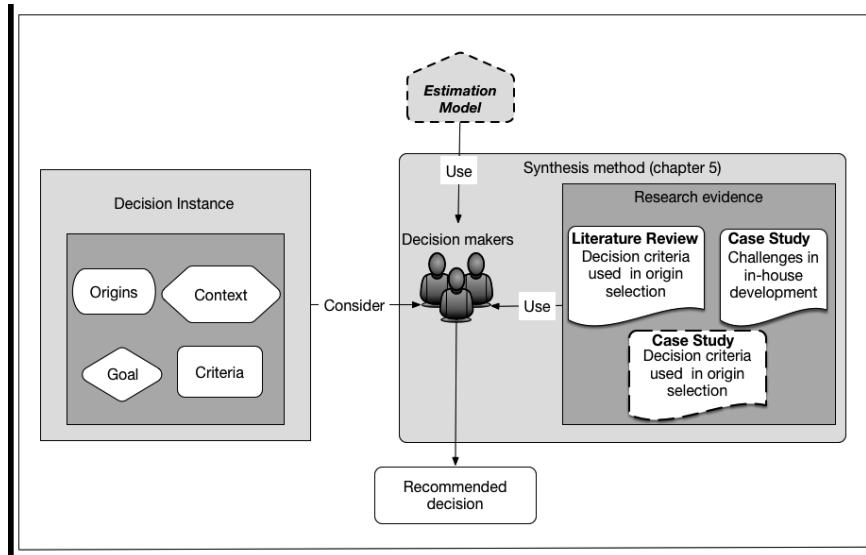 Estimation
Model
Use
Synthesis method (chapter 5)
Decision Instance
Research evidence
Decision makers
Literature Review
Decision criteria
used in origin
selection
Case Study
Challenges in
in-house
development
Origins
Context
Consider
Use
Goal
Criteria
Case Study
Decision criteria
used in origin
selection
Recommended
decision